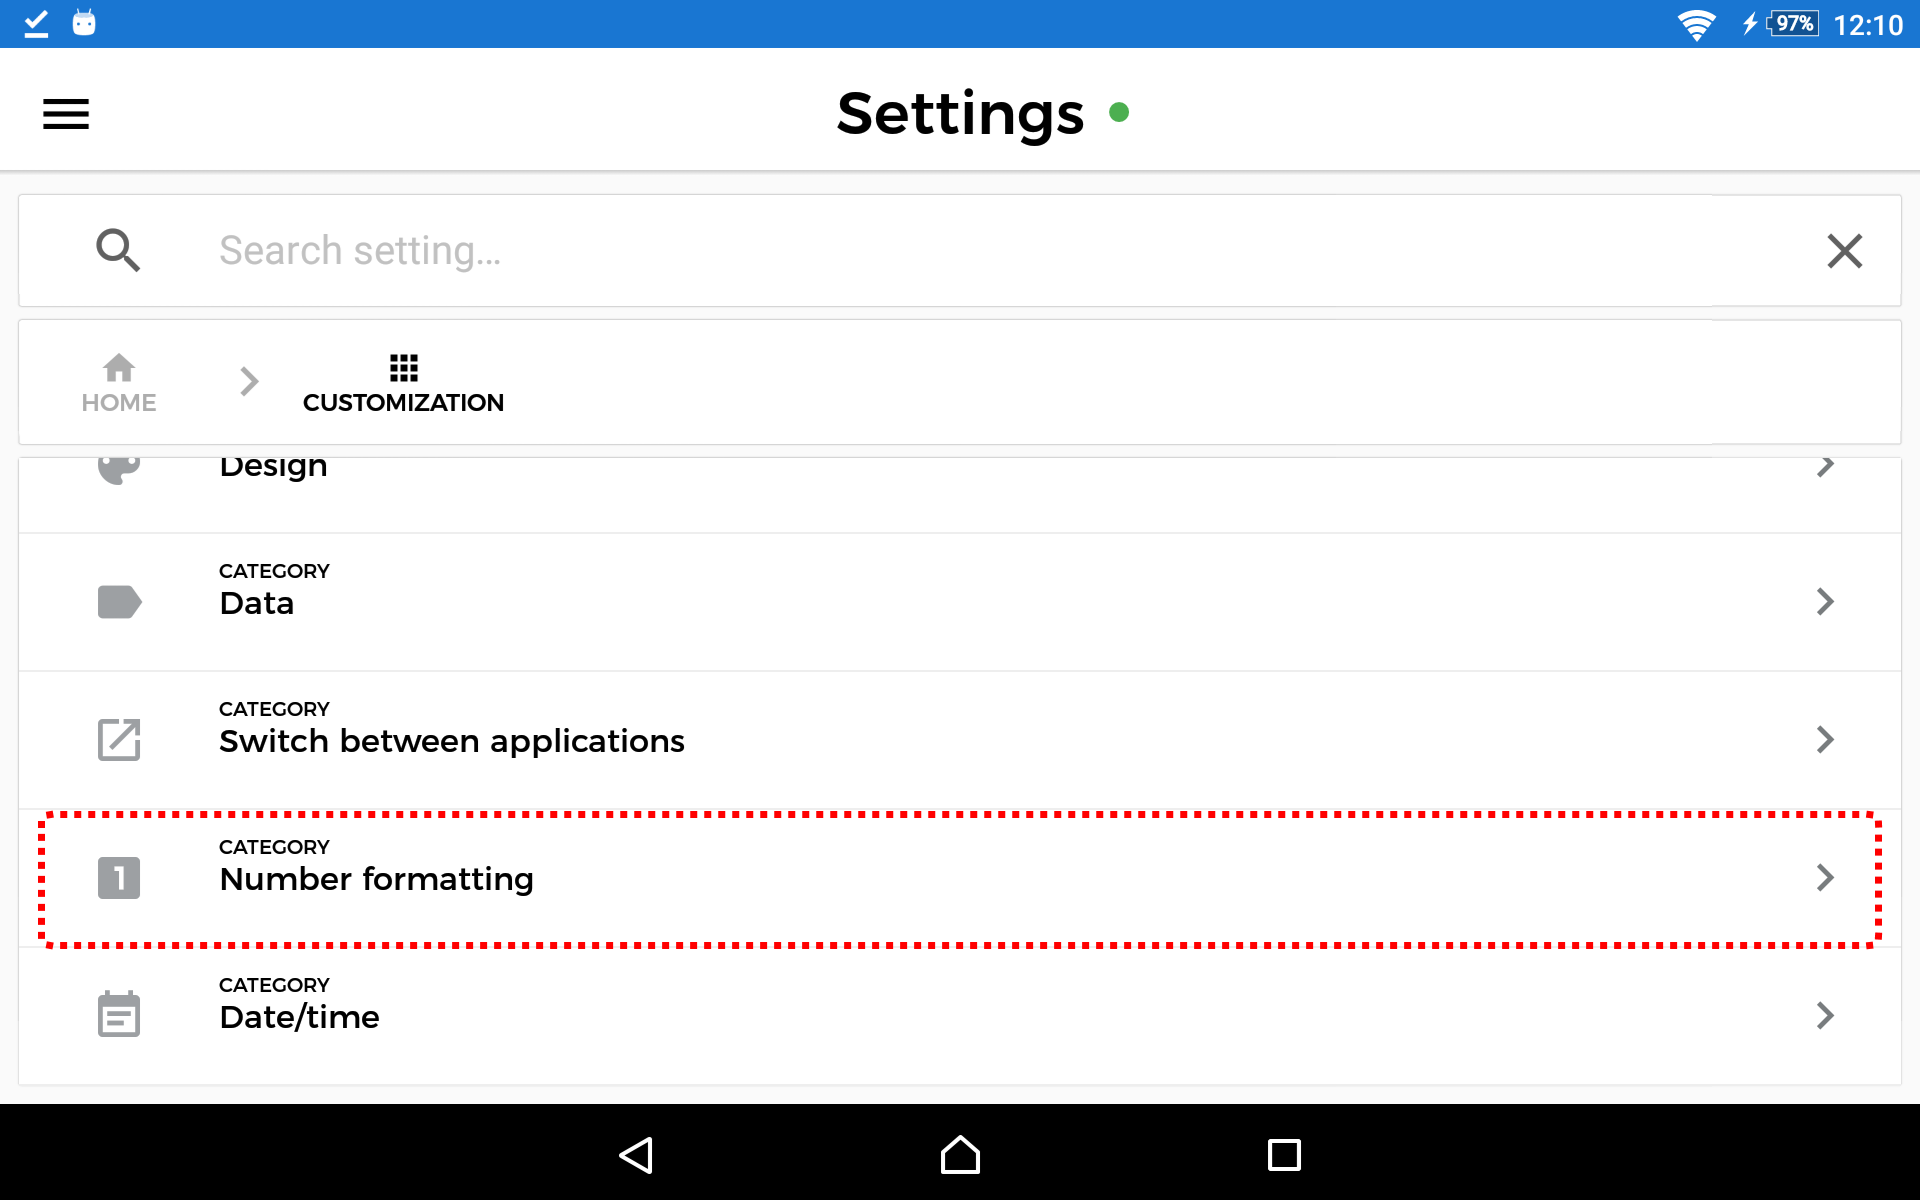 97% 12:10
Settings
Search setting...
HOME
CUSTOMIZATION
Design
CATEGORY
Data
CATEGORY
Switch between applications
1
CATEGORY
Number formatting
CATEGORY
Date/time